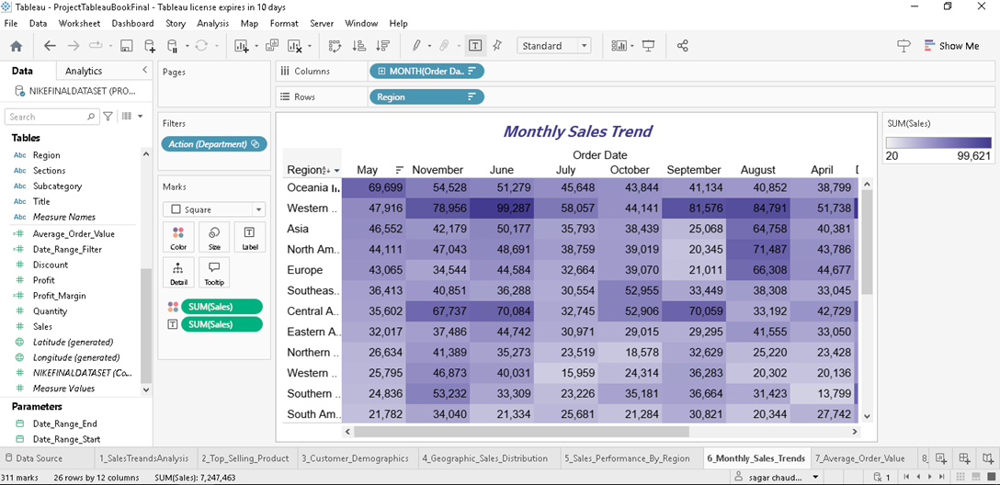 Tableau - ProjectTableauBookFinal - Tableau license expires in 10 days
File Data Worksheet Dashboard Story Analysis Map Format Server Window Help
Standard Show Me
Data Analytics
NIKEFINALDATASET (PRO...
Search
Tables
Abc Region
Abc Sections
Abc Subcategory
Abc Title
Abc Measure Names
Average_Order_Value
Date_Range_Filter
Discount
Profit
Profit_Margin
Quantity
Sales
Latitude (generated)
Longitude (generated)
NIKEFINALDATASET (Co...
Measure Values
Parameters
Date_Range_End
Date_Range_Start
Pages
Filters
Action (Department)
Marks
Square
Color Size Label
Detail Tooltip
SUM(Sales)
SUM(Sales)
Columns MONTH(Order Da..
Rows Region
Monthly Sales Trend
Order Date
Region May November June July October September August April D
Oceania 69,699 54,528 51,279 45,648 43,844 41,134 40,852 38,799
Western .. 47,916 78,956 99,287 58,057 44,141 81,576 84,791 51,738
Asia 46,552 42,179 50,177 35,793 38,439 25,068 64,758 40,381
North Am.. 44,111 47,043 48,691 38,759 39,019 20,345 71,487 43,786
Europe 43,065 34,544 44,584 32,664 39,070 21,011 66,308 44,677
Southeas.. 36,413 40,851 36,288 30,554 52,955 33,449 38,308 33,045
Central A.. 35,602 67,737 70,084 32,745 52,906 70,059 33,192 42,729
Eastern A.. 32,017 37,486 44,742 30,971 29,015 29,295 41,555 33,050
Northern .. 26,634 41,389 35,273 23,519 18,578 32,629 25,220 23,428
Western .. 25,795 46,873 40,031 15,959 24,314 36,283 20,302 20,136
Southern .. 24,836 53,232 33,309 23,226 35,181 36,664 31,423 13,799
South Am.. 21,782 34,040 21,334 25,681 21,284 30,821 20,344 27,742
SUM(Sales)
20 99,621
Data Source 1_SalesTreandsAnalysis 2_Top_Selling_Product 3_Customer_Demographics 4_Geographic_Sales_Distribution 5_Sales_Performance_By_Region 6_Monthly_Sales_Trends 7_Average_Order_Value 8_
311 marks 26 rows by 12 columns SUM(Sales): 7,247,463 sagar chaud... 1